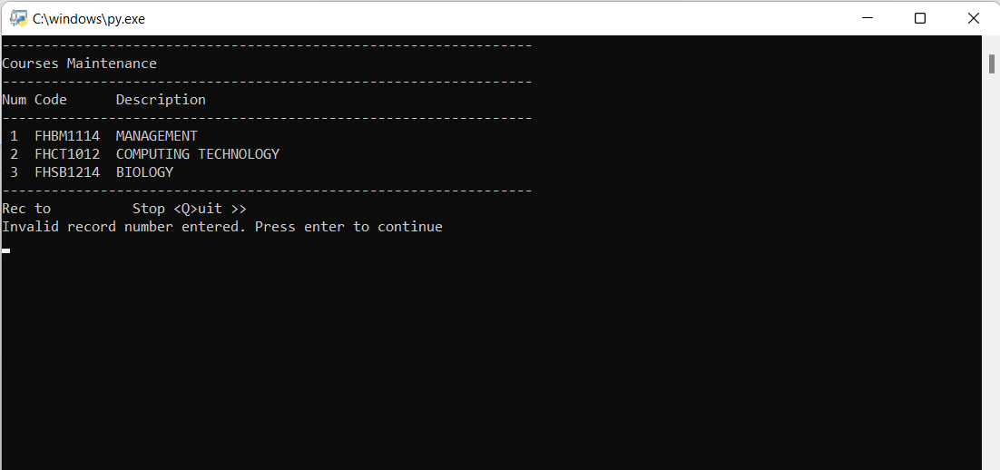 C:\windows\py.exe
-----------------------------------------------------------------
Courses Maintenance
-----------------------------------------------------------------
Num Code      Description
-----------------------------------------------------------------
 1  FHBM1114  MANAGEMENT
 2  FHCT1012  COMPUTING TECHNOLOGY
 3  FHSB1214  BIOLOGY
-----------------------------------------------------------------
Rec to          Stop <Q>uit >>
Invalid record number entered. Press enter to continue